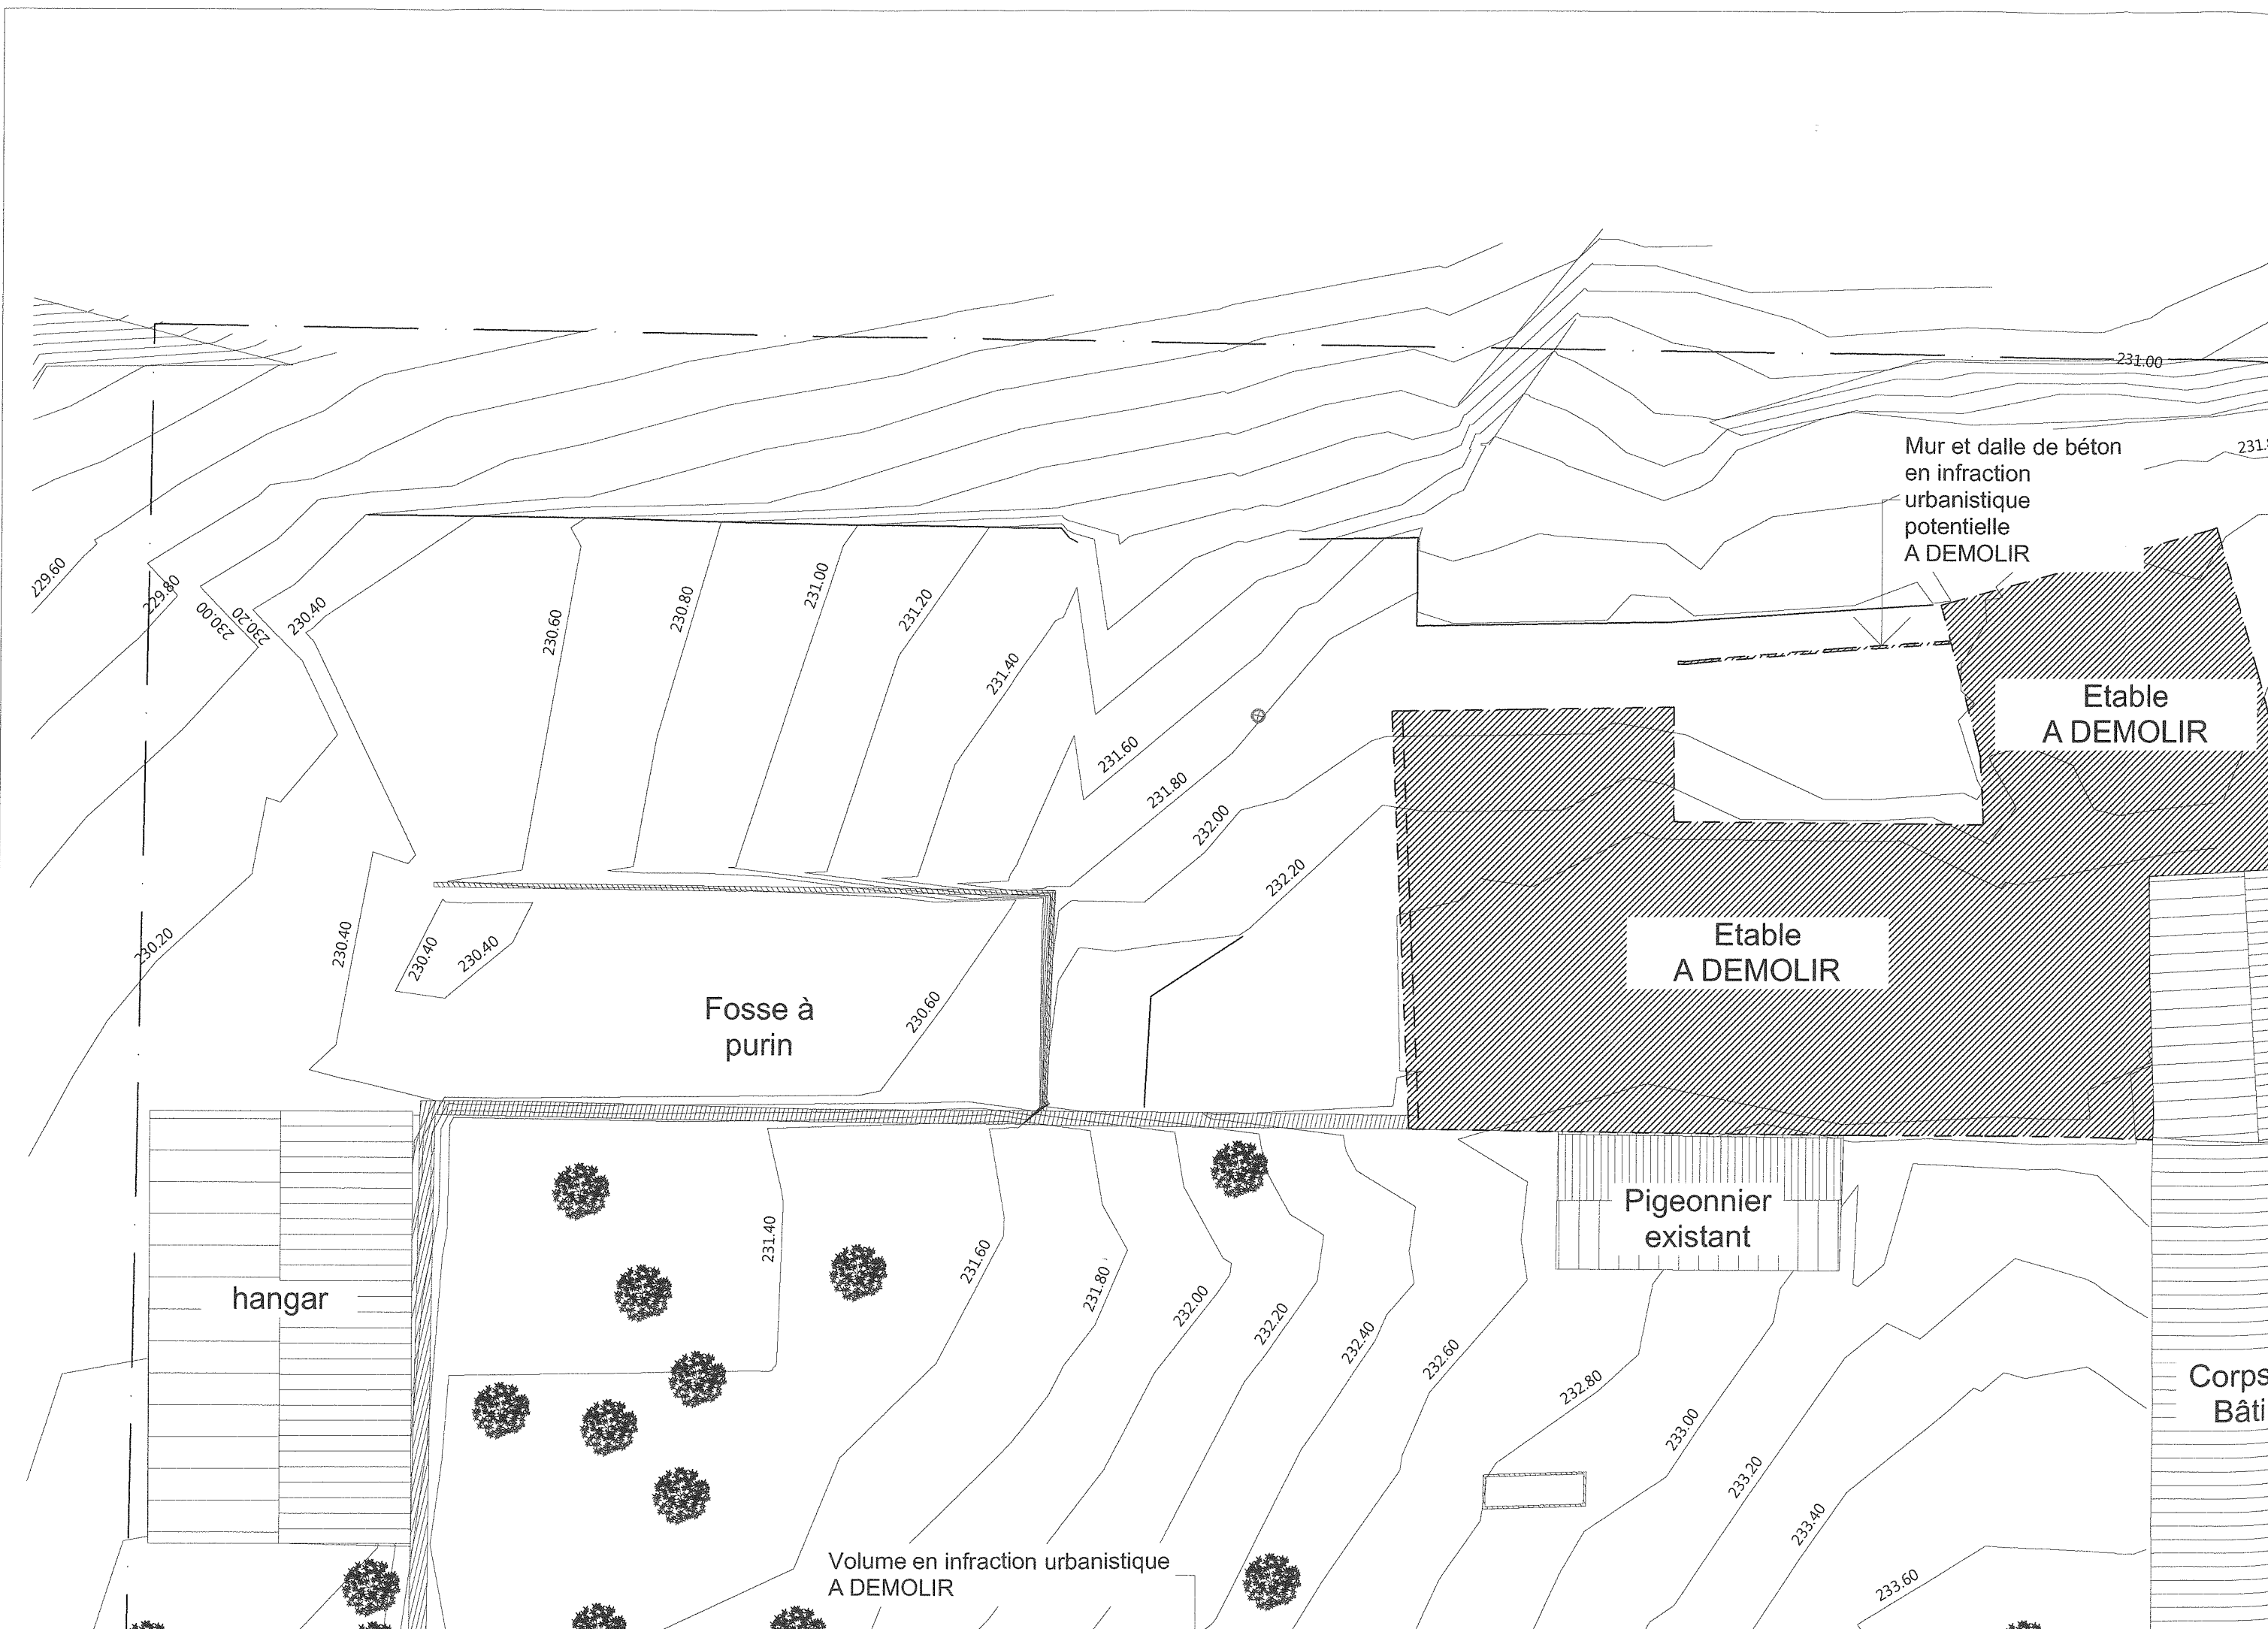 231.00
Mur et dalle de béton
en infraction
urbanistique
potentielle
A DEMOLIR
229.60
229.80
230.00
230.20
230.40
230.60
230.80
231.00
231.20
231.40
231.60
231.80
232.00
232.20
Etable
A DEMOLIR
Etable
A DEMOLIR
230.20
230.40
230.40
230.40
230.60
Fosse à
purin
Pigeonnier
existant
hangar
231.40
231.60
231.80
232.00
232.20
232.40
232.60
232.80
233.00
233.20
233.40
233.60
Corps
Bâti
Volume en infraction urbanistique
A DEMOLIR